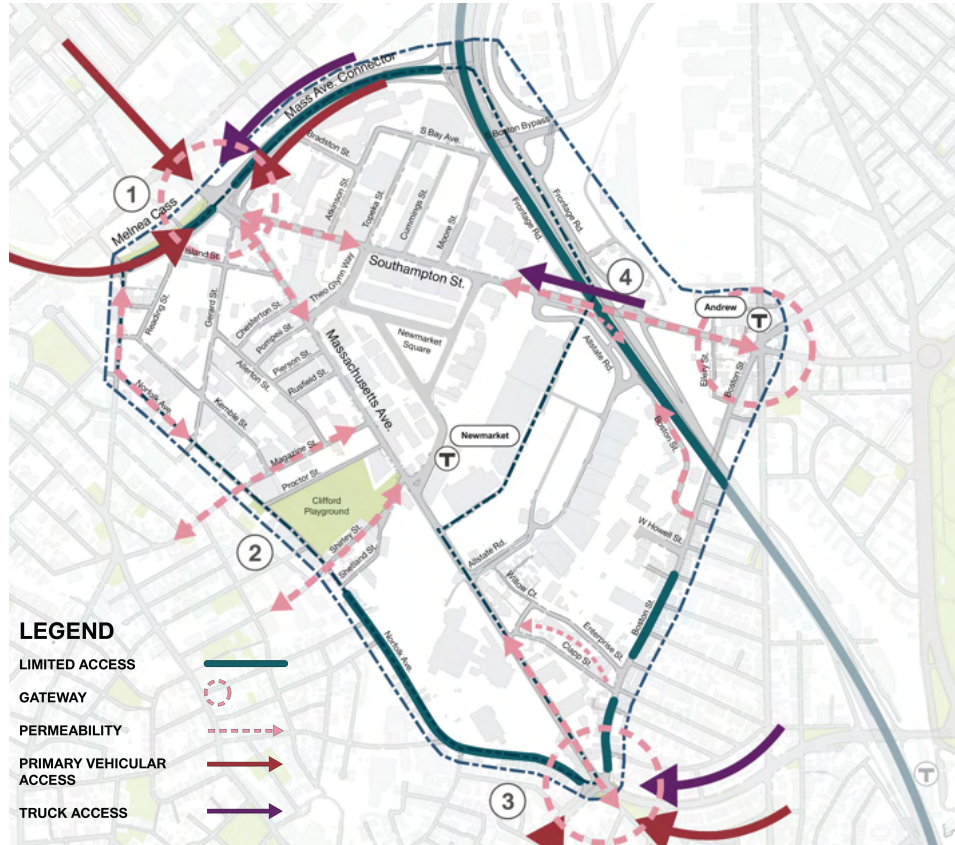 Mass Ave. Connector
Bradston St.
S Bay Ave.
S Boston Bypass
1
Melnea Cass
Atkinson St.
Topeka St.
Cummings St.
Moore St.
Frontage Rd.
Frontage Rd.
Island St.
Theo Glynn Way
Southampton St.
4
Andrew
T
Reading St.
Gerard St.
Chesterton St.
Pompeii St.
Pierson St.
Allerton St.
Rusfield St.
Newmarket
Square
Massachusetts Ave.
Allstate Rd.
Ellery St.
Boston St.
Norfolk Ave.
Kemble St.
Magazine St.
Proctor St.
Newmarket
T
Boston St.
Clifford
Playground
2
Shirley St.
Shetland St.
W Howell St.
Allstate Rd.
Willow Ct.
Enterprise St.
Clapp St.
Boston St.
Norfolk Ave.
3
T
LEGEND
LIMITED ACCESS
GATEWAY
PERMEABILITY
PRIMARY VEHICULAR
ACCESS
TRUCK ACCESS